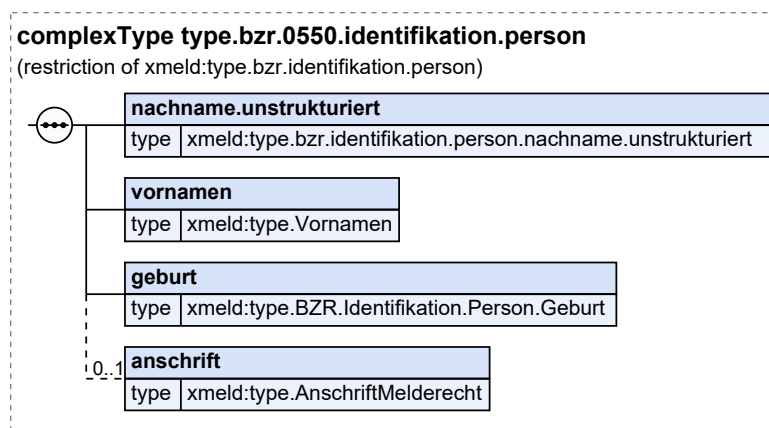 complexType type.bzr.0550.identifikation.person
(restriction of xmeld:type.bzr.identifikation.person)
nachname.unstrukturiert
type xmeld:type.bzr.identifikation.person.nachname.unstrukturiert
vornamen
type xmeld:type.Vornamen
geburt
type xmeld:type.BZR.Identifikation.Person.Geburt
0..1 anschrift
type xmeld:type.AnschriftMelderecht